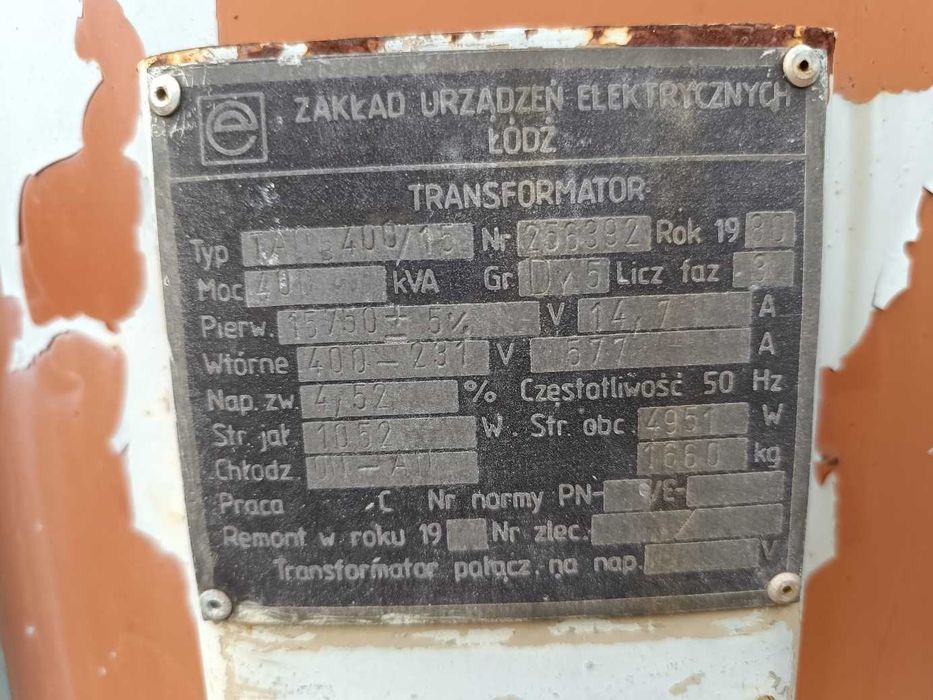 e ZAKŁAD URZĄDZEŃ ELEKTRYCZNYCH
ŁÓDŹ
TRANSFORMATOR
Typ 400/15 Nr 256392 Rok 1980
Moc 400 kVA Gr Dy5 Licz faz 3
Pierw. 15750 ± 5% V 14,7 A
Wtórne 400-231 V 577 A
Nap. zw. 4,52 % Częstotliwość 50 Hz
Str. jał. 1052 W. Str. obc. 4951 W
Chłodz ON-AN 1660 kg
Praca C Nr normy PN- /E-
Remont w roku 19 Nr zlec.
Transformator połącz. na nap. V